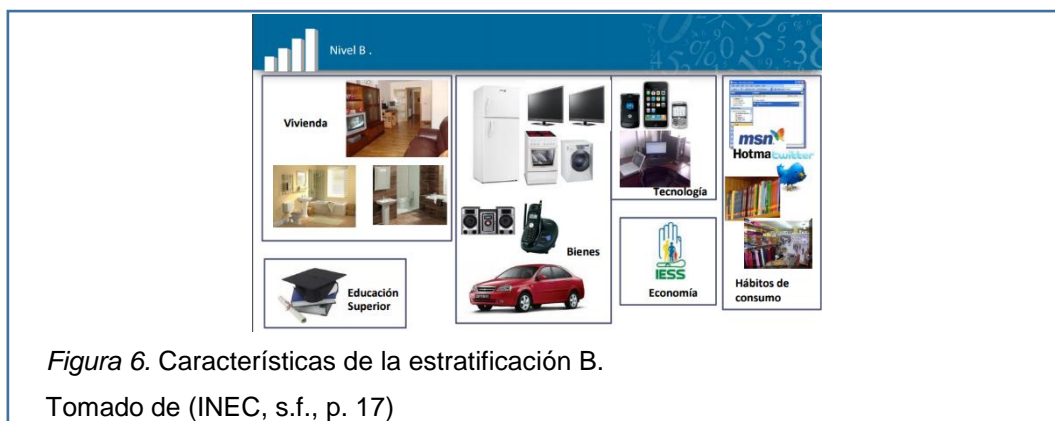 Nivel B .
Vivienda
Educación
Superior
Bienes
Tecnología
IESS
Economía
msn
Hotma
twitter
Hábitos de
consumo
Figura 6. Características de la estratificación B.
Tomado de (INEC, s.f., p. 17)